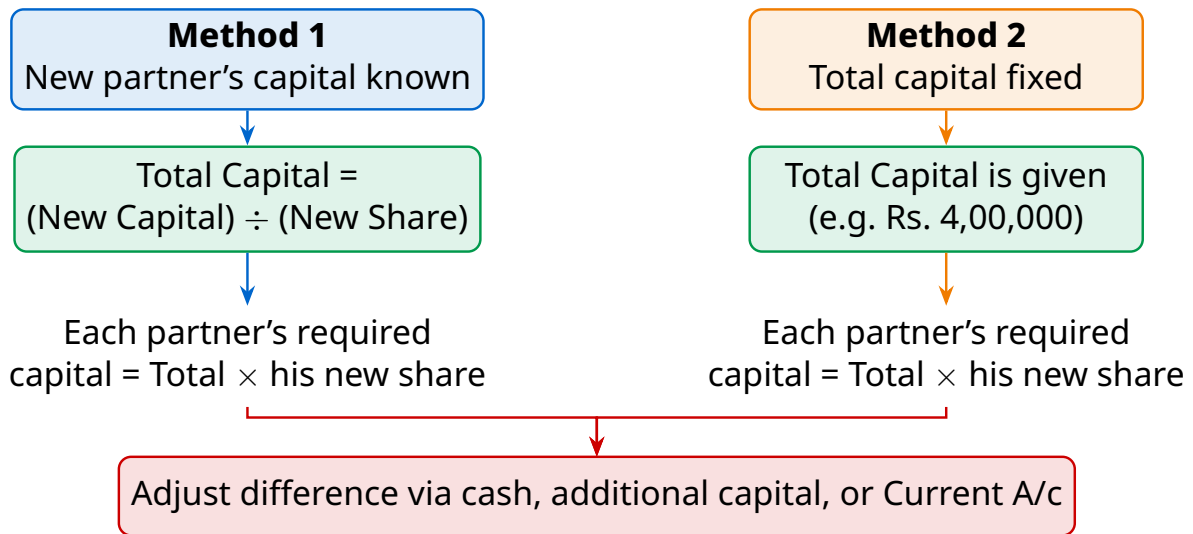 Method 1
New partner’s capital known
Total Capital =
(New Capital) ÷ (New Share)
Each partner’s required
capital = Total × his new share
Method 2
Total capital fixed
Total Capital is given
(e.g. Rs. 4,00,000)
Each partner’s required
capital = Total × his new share
Adjust difference via cash, additional capital, or Current A/c